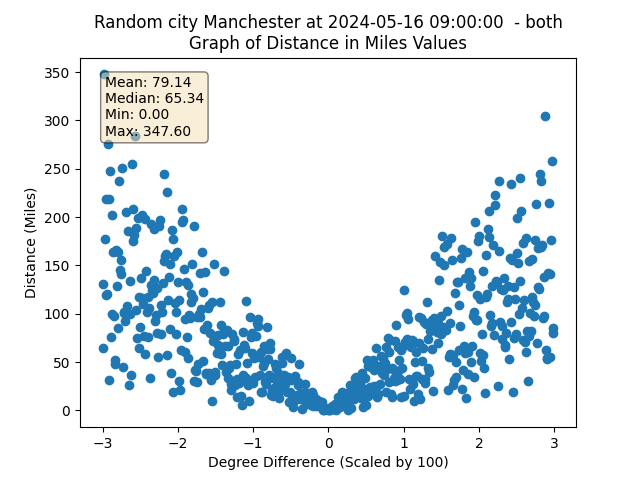 Random city Manchester at 2024-05-16 09:00:00  - both
Graph of Distance in Miles Values
Mean: 79.14
Median: 65.34
Min: 0.00
Max: 347.60
350
300
250
200
150
100
50
0
Distance (Miles)
−3 −2 −1 0 1 2 3
Degree Difference (Scaled by 100)